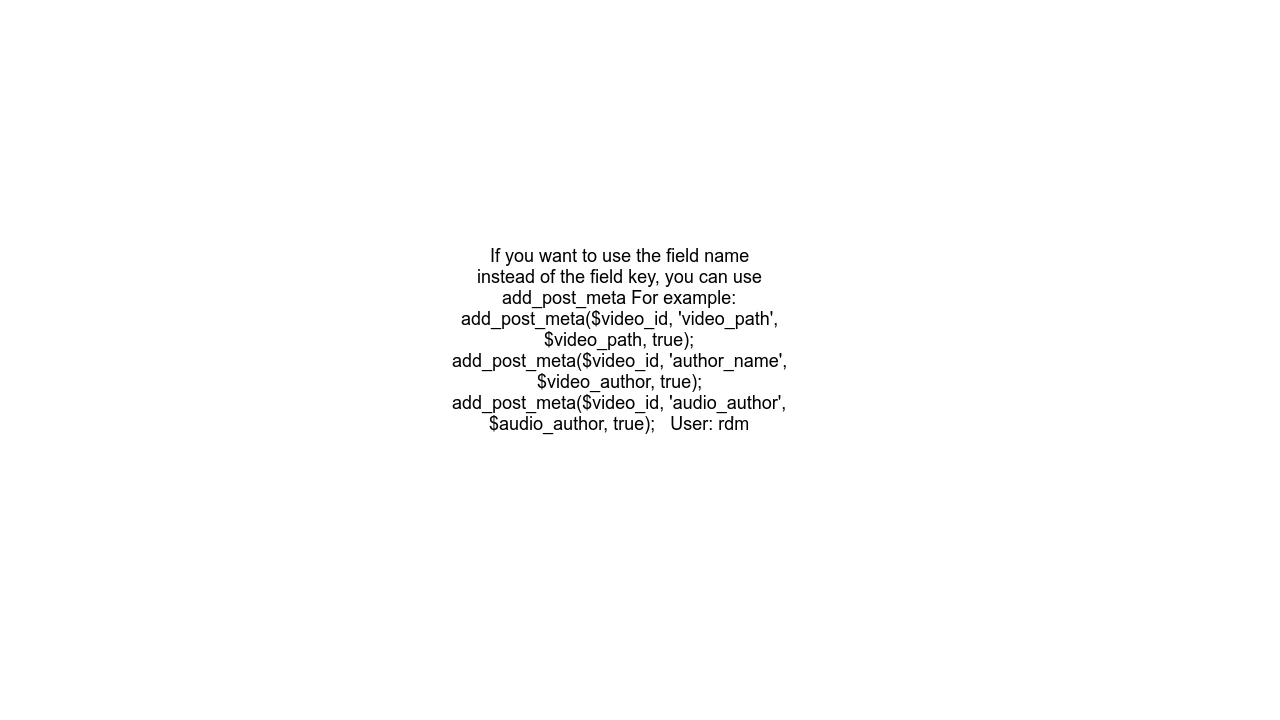 If you want to use the field name
instead of the field key, you can use
add_post_meta For example:
add_post_meta($video_id, 'video_path',
$video_path, true);
add_post_meta($video_id, 'author_name',
$video_author, true);
add_post_meta($video_id, 'audio_author',
$audio_author, true);   User: rdm